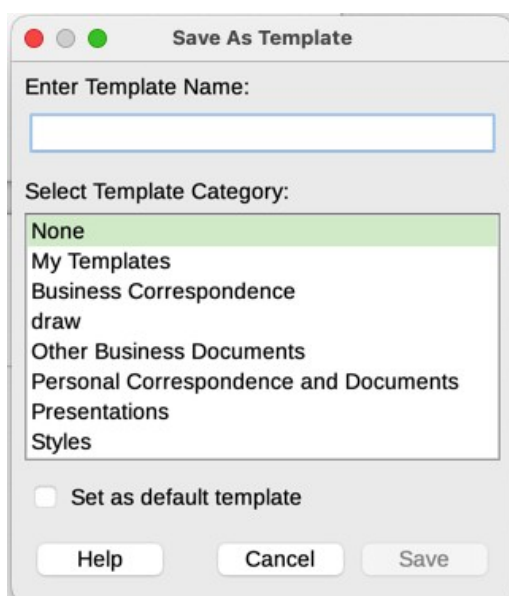 Save As Template
Enter Template Name:
Select Template Category:
None
My Templates
Business Correspondence
draw
Other Business Documents
Personal Correspondence and Documents
Presentations
Styles
Set as default template
Help Cancel Save